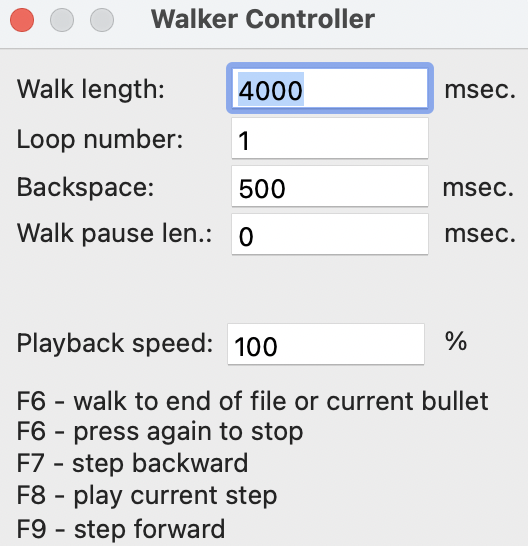 Walker Controller
Walk length: 4000 msec.
Loop number: 1
Backspace: 500 msec.
Walk pause len.: 0 msec.
Playback speed: 100 %
F6 - walk to end of file or current bullet
F6 - press again to stop
F7 - step backward
F8 - play current step
F9 - step forward